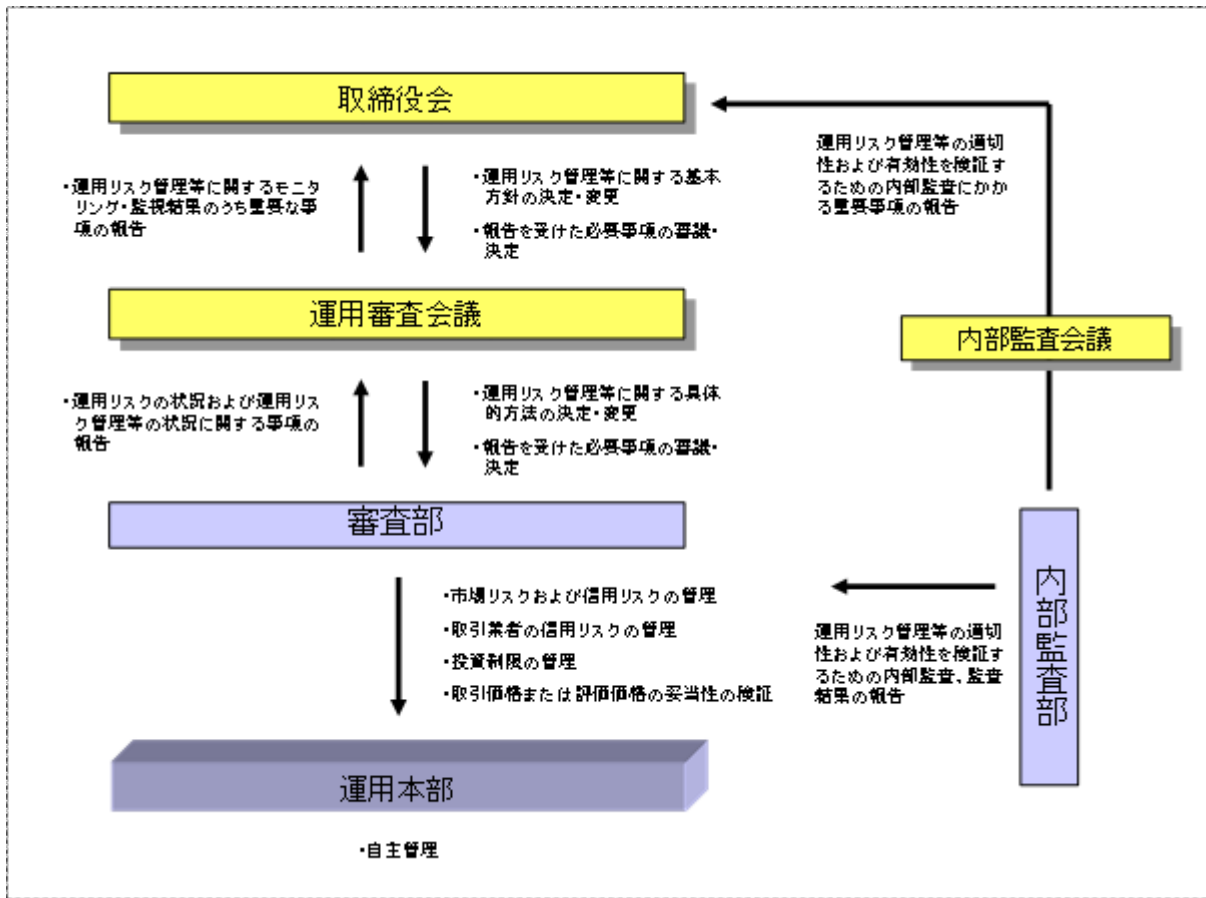 取締役会
・運用リスク管理等に関するモニ
タリング・監視結果のうち重要な事
項の報告
・運用リスク管理等に関する基本
方針の決定・変更
・報告を受けた必要事項の審議・
決定
運用リスク管理等の適切
性および有効性を検証す
るための内部監査にかか
る重要事項の報告
運用審査会議
内部監査会議
・運用リスクの状況および運用リス
ク管理等の状況に関する事項の
報告
・運用リスク管理等に関する具体
的方法の決定・変更
・報告を受けた必要事項の審議・
決定
審査部
・市場リスクおよび信用リスクの管理
・取引業者の信用リスクの管理
・投資制限の管理
・取引価格または評価価格の妥当性の検証
運用リスク管理等の適切
性および有効性を検証す
るための内部監査、監査
結果の報告
内部監査部
運用本部
・自主管理